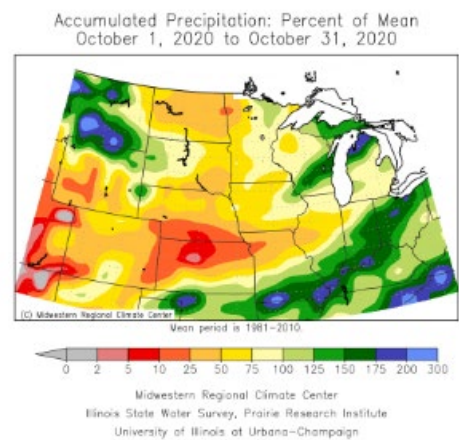 Accumulated Precipitation: Percent of Mean
October 1, 2020 to October 31, 2020
(C) Midwestern Regional Climate Center
Mean period is 1981-2010.
0 2 5 10 25 50 75 100 125 150 175 200 300
Midwestern Regional Climate Center
Illinois State Water Survey, Prairie Research Institute
University of Illinois at Urbana-Champaign